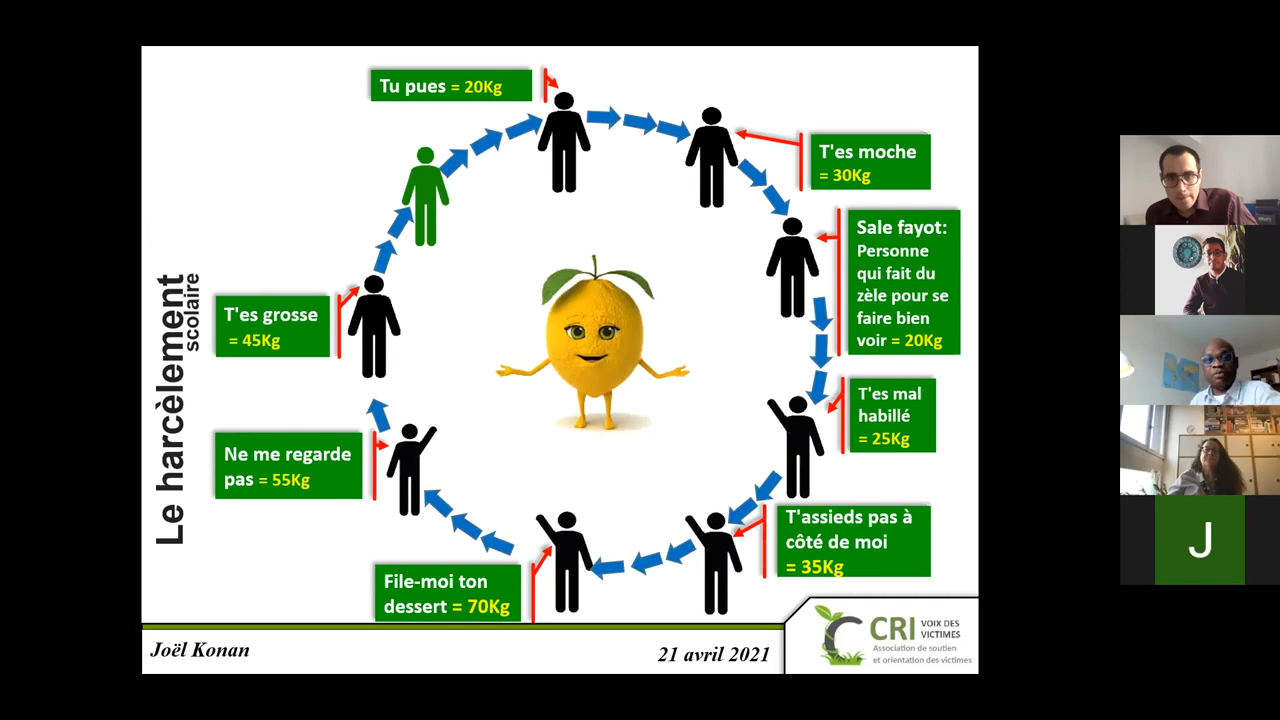 Le harcèlement
scolaire
Tu pues = 20Kg
T'es moche
= 30Kg
Sale fayot:
Personne
qui fait du
zèle pour se
faire bien
voir = 20Kg
T'es mal
habillé
= 25Kg
T'assieds pas à
côté de moi
= 35Kg
File-moi ton
dessert = 70Kg
Ne me regarde
pas = 55Kg
T'es grosse
= 45Kg
Joël Konan
21 avril 2021
CRI VOIX DES
VICTIMES
Association de soutien
et orientation des victimes
J